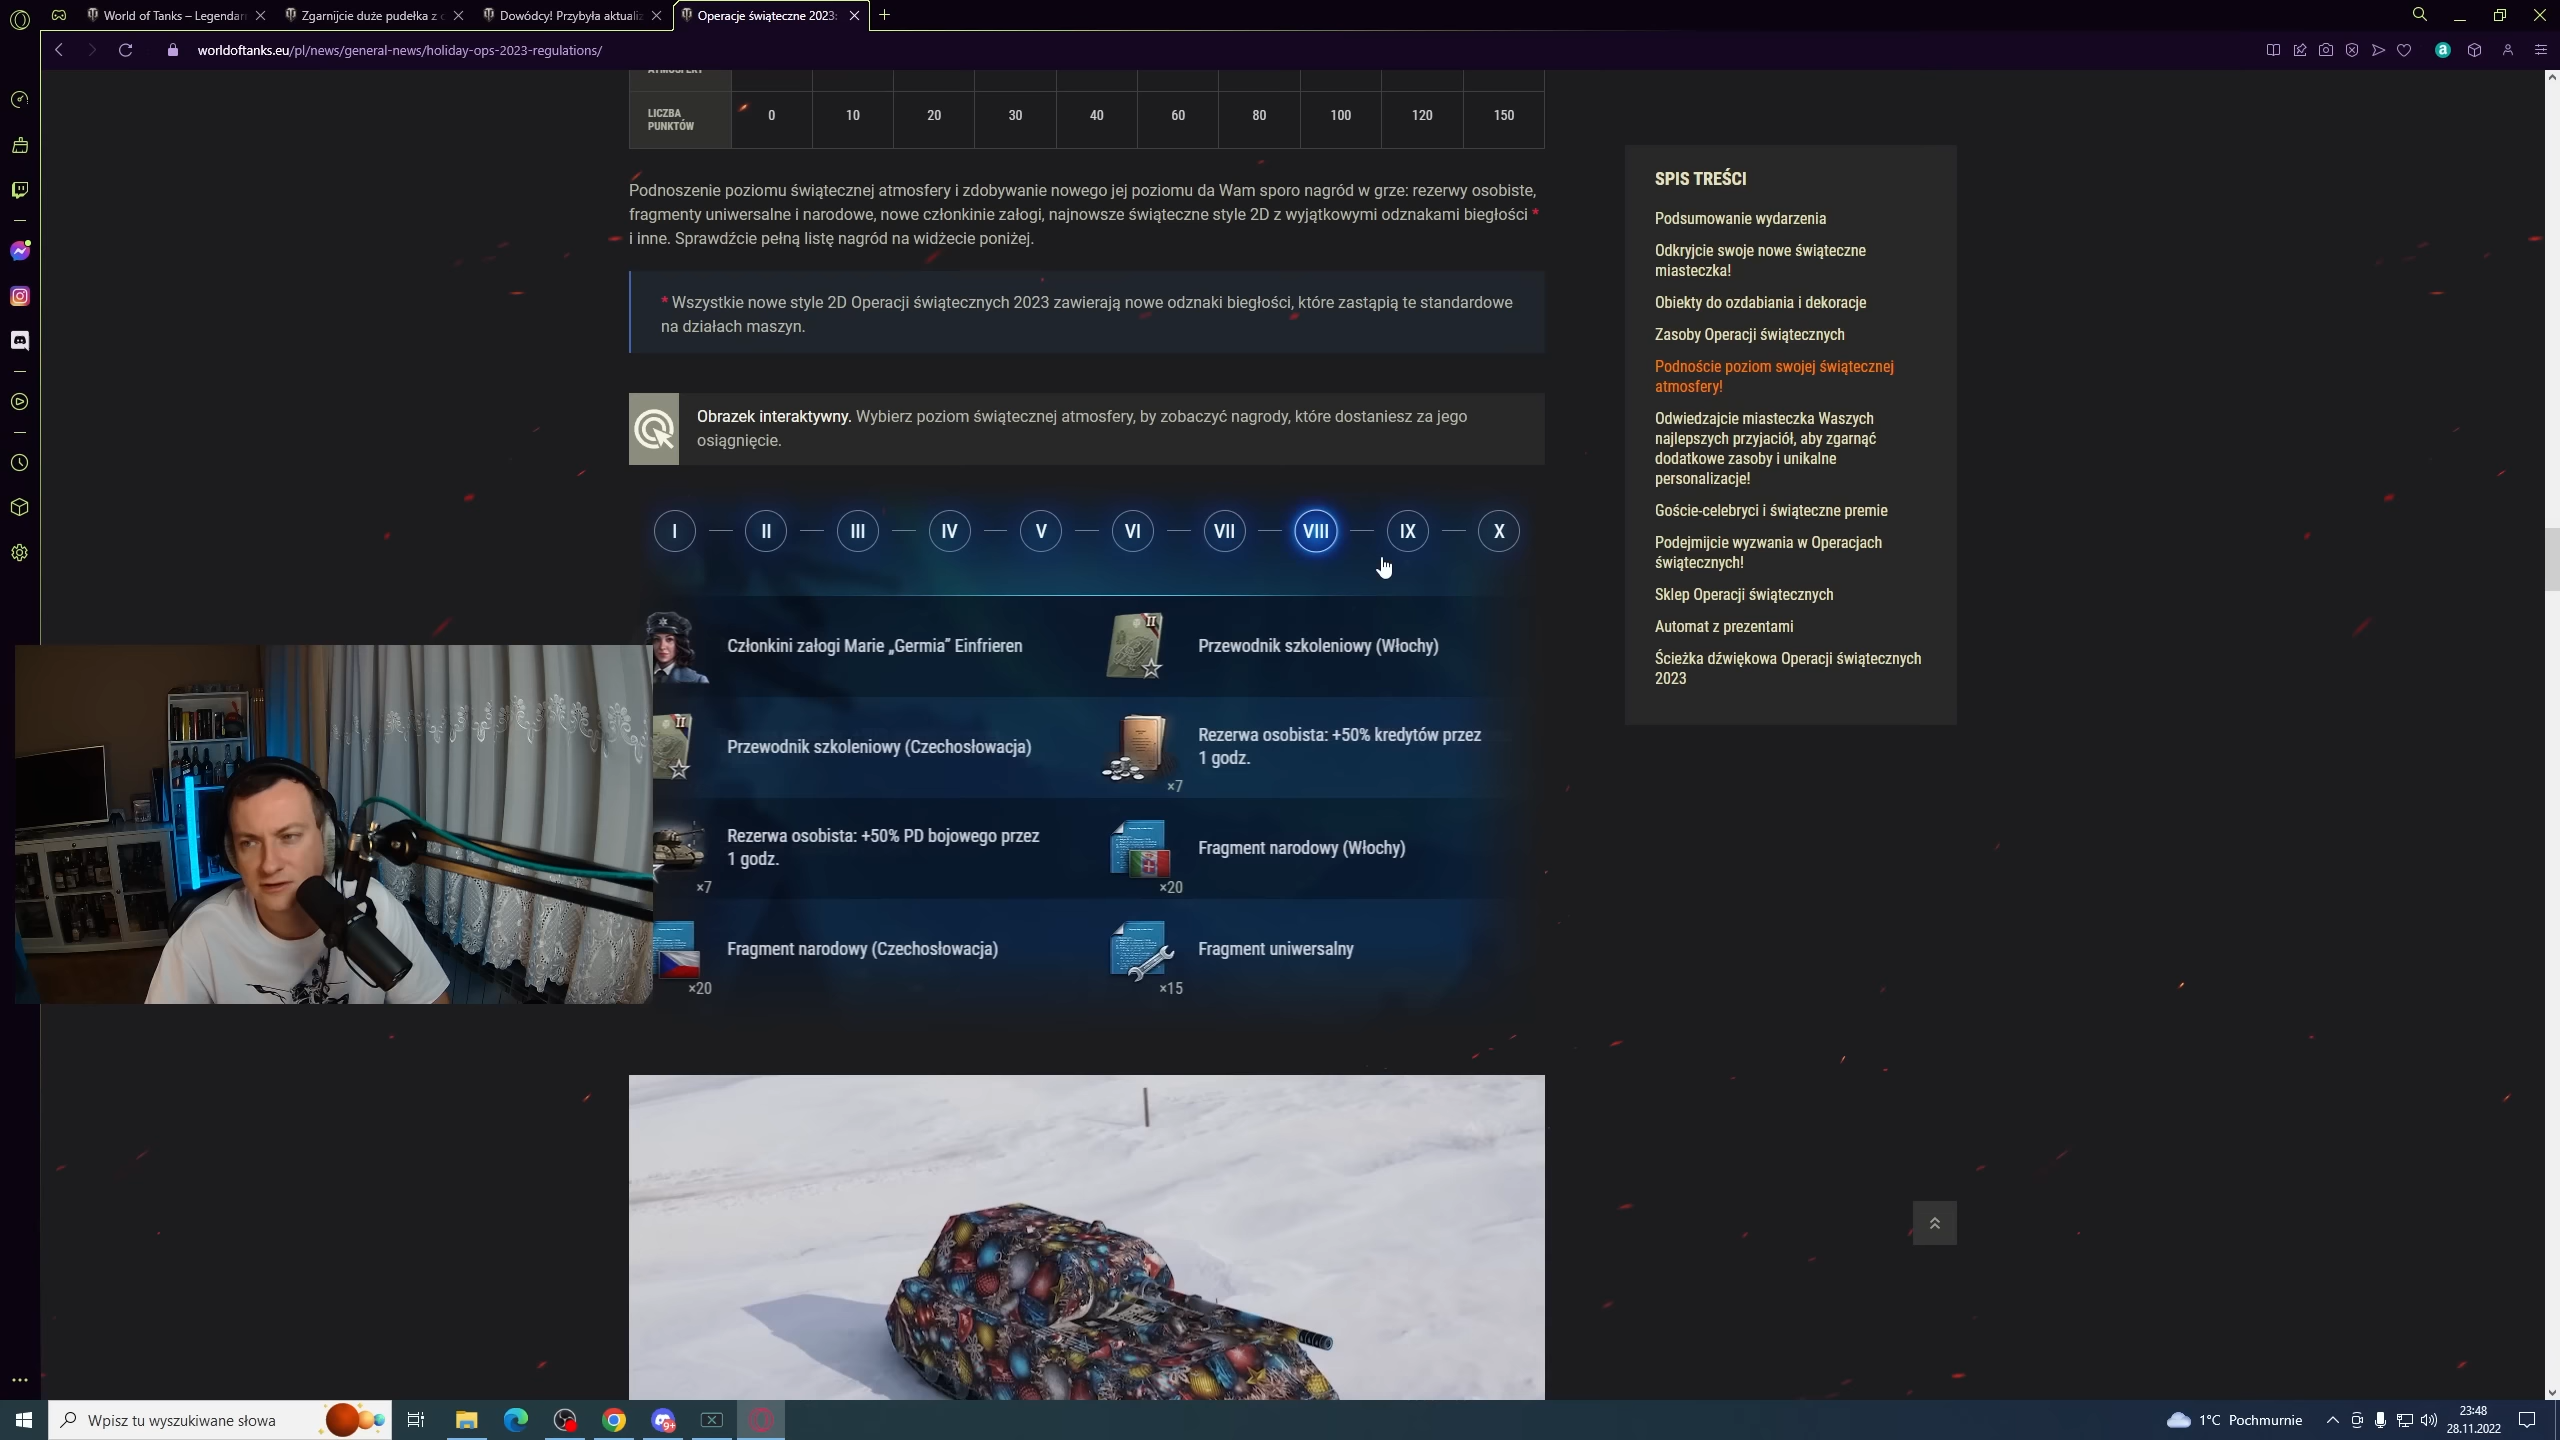 World of Tanks – Legendarn
Zgarnijcie duże pudełka z
Dowódcy! Przybyła aktualiz
Operacje świąteczne 2023:
worldoftanks.eu/pl/news/general-news/holiday-ops-2023-regulations/
ATMOSFERY
LICZBA
PUNKTÓW
0 10 20 30 40 60 80 100 120 150
Podnoszenie poziomu świątecznej atmosfery i zdobywanie nowego jej poziomu da Wam sporo nagród w grze: rezerwy osobiste,
fragmenty uniwersalne i narodowe, nowe członkinie załogi, najnowsze świąteczne style 2D z wyjątkowymi odznakami biegłości *
i inne. Sprawdźcie pełną listę nagród na widżecie poniżej.
* Wszystkie nowe style 2D Operacji świątecznych 2023 zawierają nowe odznaki biegłości, które zastąpią te standardowe
na działach maszyn.
Obrazek interaktywny. Wybierz poziom świątecznej atmosfery, by zobaczyć nagrody, które dostaniesz za jego
osiągnięcie.
I II III IV V VI VII VIII IX X
Członkini załogi Marie „Germia” Einfrieren
II
Przewodnik szkoleniowy (Włochy)
II
Przewodnik szkoleniowy (Czechosłowacja)
Rezerwa osobista: +50% kredytów przez
1 godz.
×7
Rezerwa osobista: +50% PD bojowego przez
1 godz.
×7
Fragment narodowy (Włochy)
×20
Fragment narodowy (Czechosłowacja)
×20
Fragment uniwersalny
×15
SPIS TREŚCI
Podsumowanie wydarzenia
Odkryjcie swoje nowe świąteczne
miasteczka!
Obiekty do ozdabiania i dekoracje
Zasoby Operacji świątecznych
Podnoście poziom swojej świątecznej
atmosfery!
Odwiedzajcie miasteczka Waszych
najlepszych przyjaciół, aby zgarnąć
dodatkowe zasoby i unikalne
personalizacje!
Goście-celebryci i świąteczne premie
Podejmijcie wyzwania w Operacjach
świątecznych!
Sklep Operacji świątecznych
Automat z prezentami
Ścieżka dźwiękowa Operacji świątecznych
2023
Wpisz tu wyszukiwane słowa
9+
1°C Pochmurnie
23:48
28.11.2022